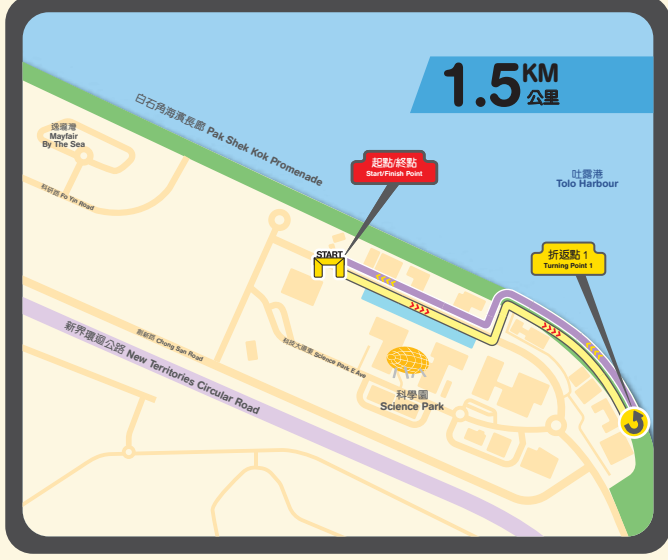 1.5KM
公里
白石角海濱長廊 Pak Shek Kok Promenade
逸瓏灣
Mayfair
By The Sea
起點/終點
Start/Finish Point
吐露港
Tolo Harbour
科研路 Fo Yin Road
START
折返點 1
Turning Point 1
創新路 Chong San Road
科研大圍東 Science Park E Ave
新界環迴公路 New Territories Circular Road
科學園
Science Park